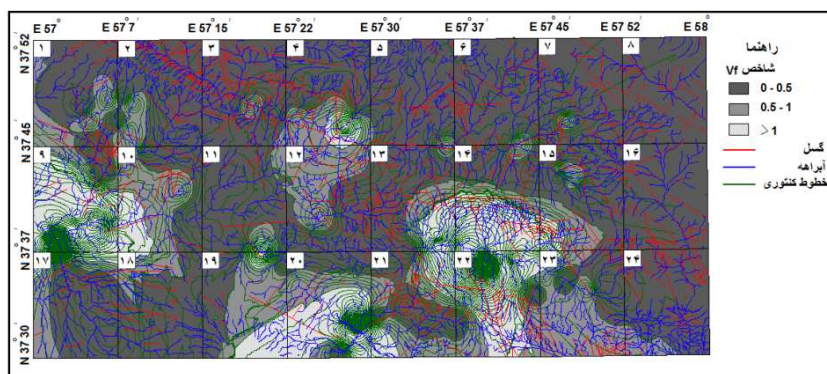 E 57° E 57 7' E 57 15' E 57 22' E 57 30' E 57 37' E 57 45' E 57 52' E 58°
N 37° 52'
N 37° 45'
N 37° 37'
N 37° 30'
۱ ۲ ۳ ۴ ۵ ۶ ۷ ۸
۹ ۱۰ ۱۱ ۱۲ ۱۳ ۱۴ ۱۵ ۱۶
۱۷ ۱۸ ۱۹ ۲۰ ۲۱ ۲۲ ۲۳ ۲۴
راهنما
شاخص Vf
0 - 0.5
0.5 - 1
> 1
گسل
آبراهه
خطوط کنتوری